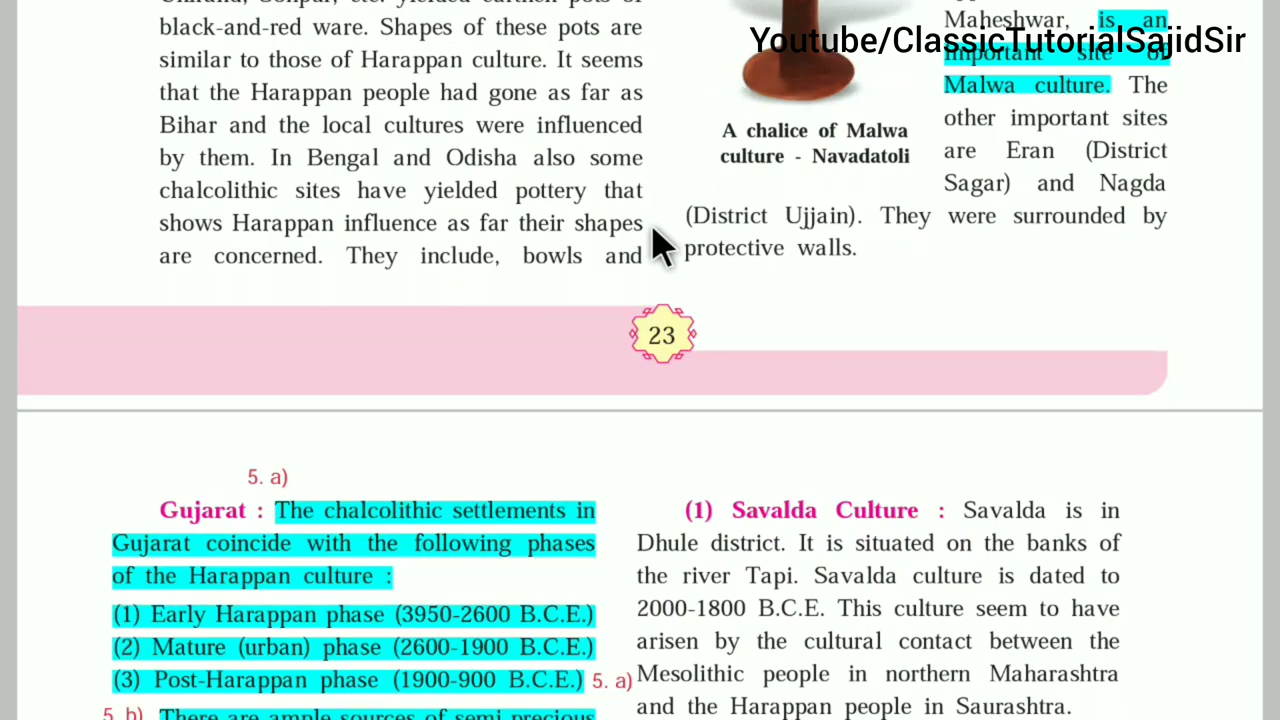 black-and-red ware. Shapes of these pots are
similar to those of Harappan culture. It seems
that the Harappan people had gone as far as
Bihar and the local cultures were influenced
by them. In Bengal and Odisha also some
chalcolithic sites have yielded pottery that
shows Harappan influence as far their shapes
are concerned. They include, bowls and
A chalice of Malwa
culture - Navadatoli
Maheshwar, is an
Youtube/ClassicTutorialSajidSir
important site of
Malwa culture. The
other important sites
are Eran (District
Sagar) and Nagda
(District Ujjain). They were surrounded by
protective walls.
23
5. a)
Gujarat : The chalcolithic settlements in
Gujarat coincide with the following phases
of the Harappan culture :
(1) Early Harappan phase (3950-2600 B.C.E.)
(2) Mature (urban) phase (2600-1900 B.C.E.)
(3) Post-Harappan phase (1900-900 B.C.E.) 5. a)
5. b) There are ample sources of semi precious
(1) Savalda Culture : Savalda is in
Dhule district. It is situated on the banks of
the river Tapi. Savalda culture is dated to
2000-1800 B.C.E. This culture seem to have
arisen by the cultural contact between the
Mesolithic people in northern Maharashtra
and the Harappan people in Saurashtra.